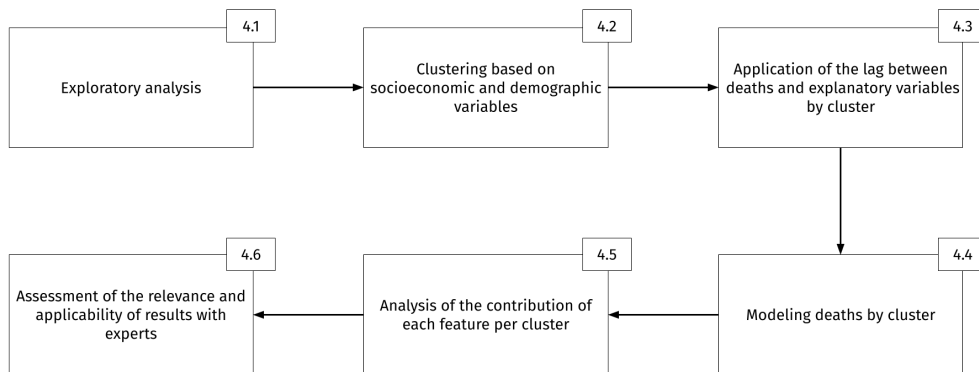 4.1
Exploratory analysis
4.2
Clustering based on
socioeconomic and demographic
variables
4.3
Application of the lag between
deaths and explanatory variables
by cluster
4.4
Modeling deaths by cluster
4.5
Analysis of the contribution of
each feature per cluster
4.6
Assessment of the relevance and
applicability of results with
experts